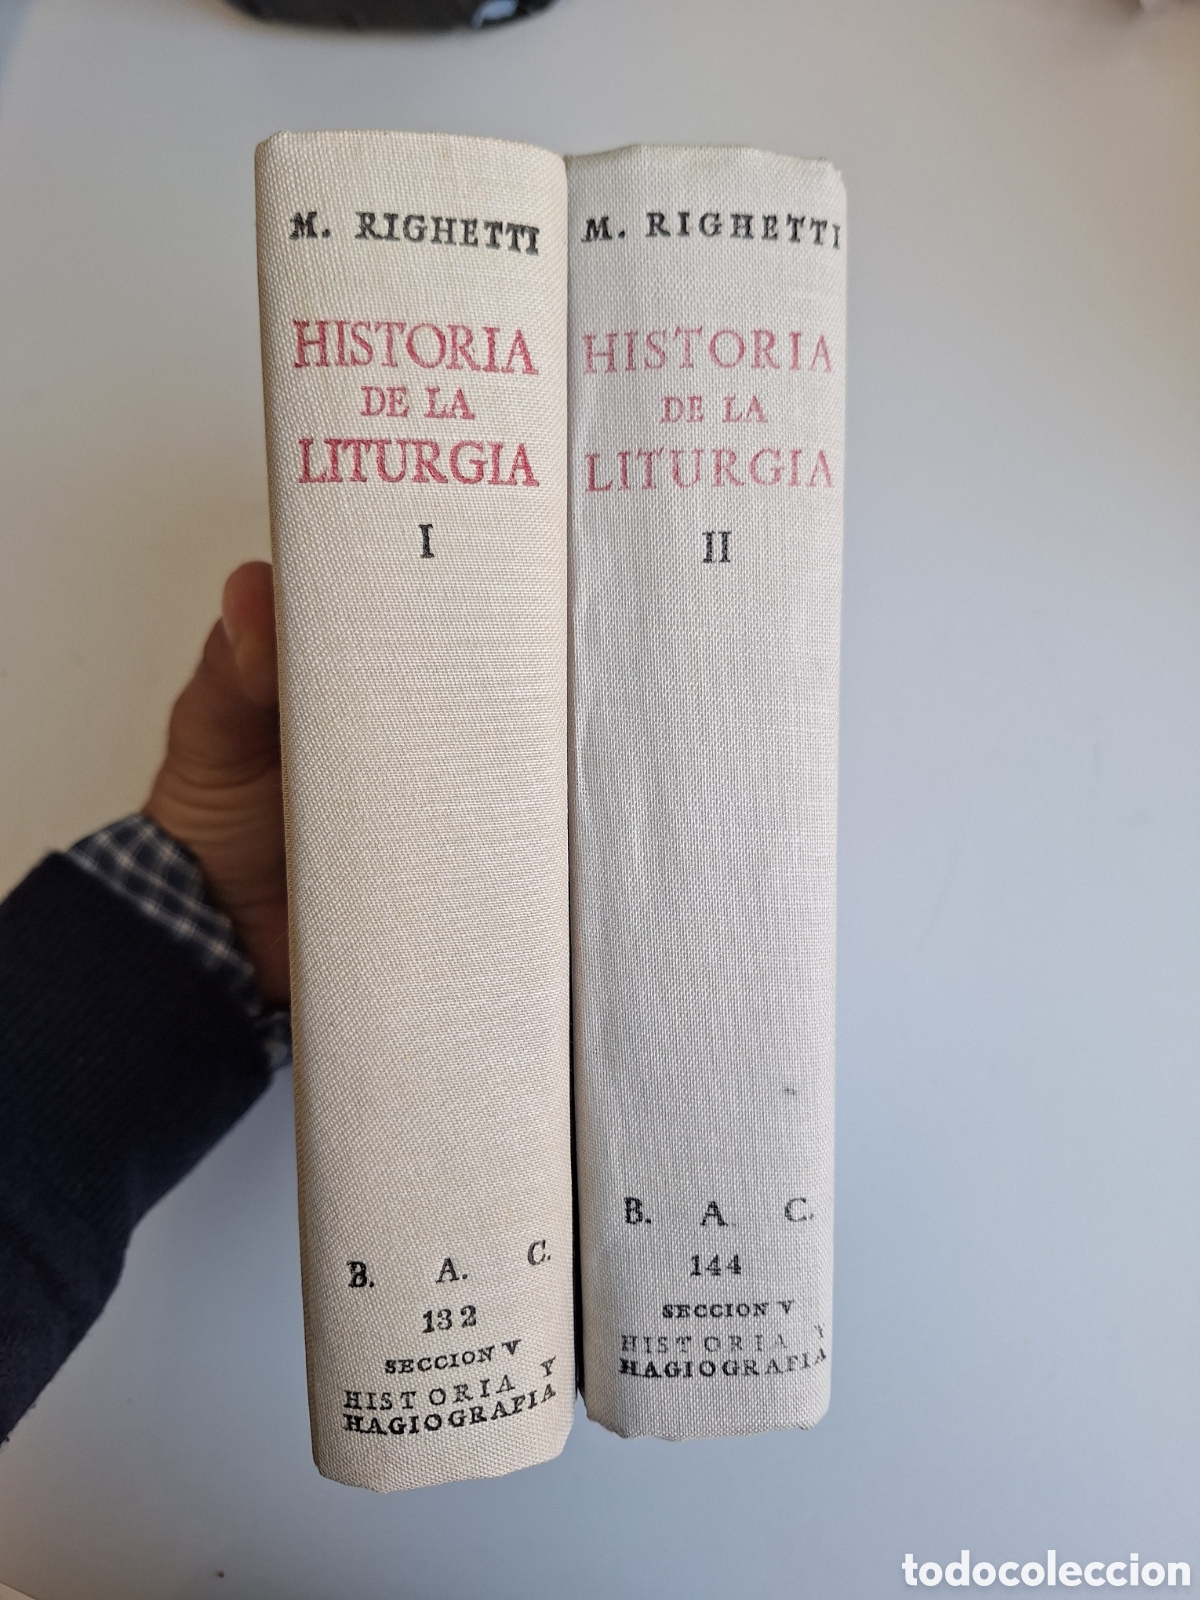 M. RIGHETTI
HISTORIA
DE LA
LITURGIA
I
B. A. C.
132
SECCION V
HISTORIA Y
HAGIOGRAFIA
M. RIGHETTI
HISTORIA
DE LA
LITURGIA
II
B. A. C.
144
SECCION V
HISTORIA Y
HAGIOGRAFIA
todocoleccion